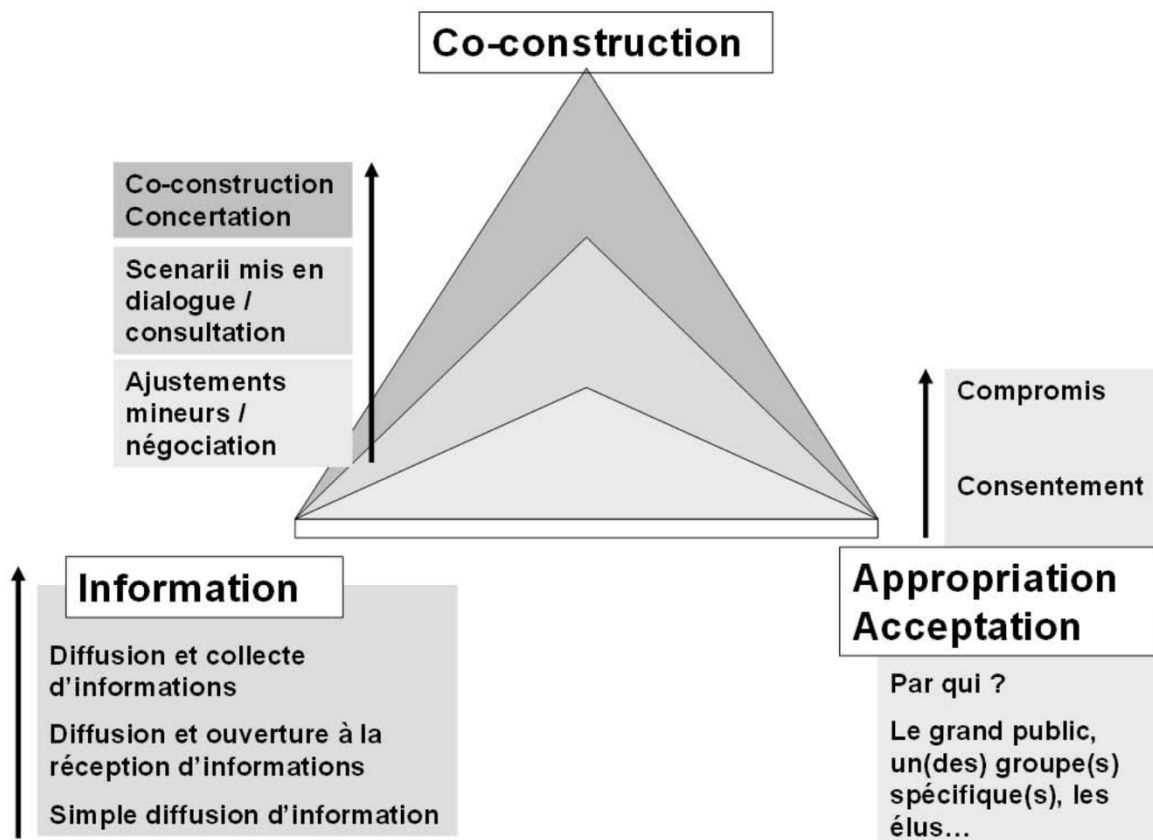 Co-construction
Co-construction
Concertation
Scenarii mis en
dialogue /
consultation
Ajustements
mineurs /
négociation
Compromis
Consentement
Information
Diffusion et collecte
d’informations
Diffusion et ouverture à la
réception d’informations
Simple diffusion d’information
Appropriation
Acceptation
Par qui ?
Le grand public,
un(des) groupe(s)
spécifique(s), les
élus…